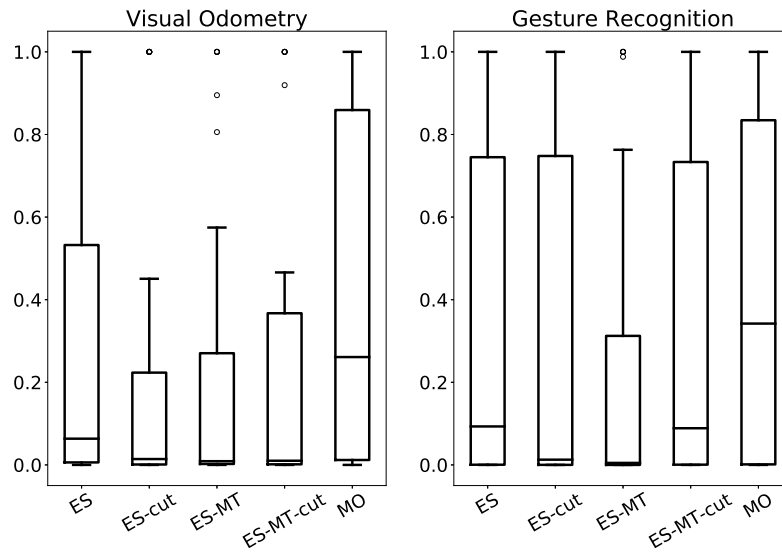 Visual Odometry
1.0
0.8
0.6
0.4
0.2
0.0
ES
ES-cut
ES-MT
ES-MT-cut
MO
Gesture Recognition
1.0
0.8
0.6
0.4
0.2
0.0
ES
ES-cut
ES-MT
ES-MT-cut
MO